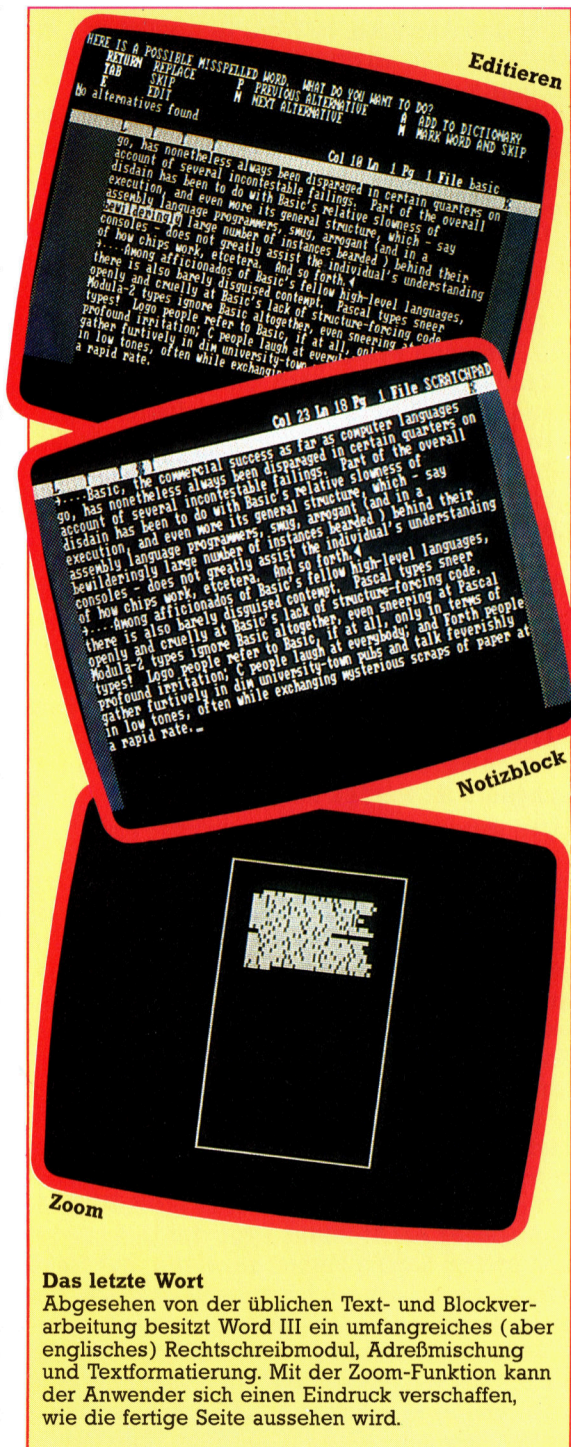 Editieren
HERE IS A POSSIBLE MISSPELLED WORD. WHAT DO YOU WANT TO DO?
RETURN REPLACE P PREVIOUS ALTERNATIVE A ADD TO DICTIONARY
TAB SKIP N NEXT ALTERNATIVE M MARK WORD AND SKIP
E EDIT
No alternatives found
Col 10 Ln 1 Pg 1 File basic
go, has nonetheless always been disparaged in certain quarters on
account of several incontestable failings. Part of the overall
disdain has been to do with Basic's relative slowness of
execution, and even more its general structure, which - say
assembly language programmers, smug, arrogant (and in a
bewilderingly large number of instances bearded ) behind their
consoles - does not greatly assist the individual's understanding
of how chips work, etcetera. And so forth.
....Among afficionados of Basic's fellow high-level languages,
there is also barely disguised contempt. Pascal types sneer
openly and cruelly at Basic's lack of structure-forcing code,
Modula-2 types ignore Basic altogether, even sneering
types! Logo people refer to Basic, if at all, only
profound irritation; C people laugh at
gather furtively in dim university-town
in low tones, often while exchanging
a rapid rate.
Col 23 Ln 18 Pg 1 File SCRATCHPAD
....Basic, the commercial success as far as computer languages
go, has nonetheless always been disparaged in certain quarters on
account of several incontestable failings. Part of the overall
disdain has been to do with Basic's relative slowness of
execution, and even more its general structure, which - say
assembly language programmers, smug, arrogant (and in a
bewilderingly large number of instances bearded ) behind their
consoles - does not greatly assist the individual's understanding
of how chips work, etcetera. And so forth.
....Among afficionados of Basic's fellow high-level languages,
there is also barely disguised contempt. Pascal types sneer
openly and cruelly at Basic's lack of structure-forcing code.
Modula-2 types ignore Basic altogether, even sneering at Pascal
types! Logo people refer to Basic, if at all, only in terms of
profound irritation; C people laugh at everybody; and Forth people
gather furtively in dim university-town pubs and talk feverishly
in low tones, often while exchanging mysterious scraps of paper at
a rapid rate._
Notizblock
Zoom
Das letzte Wort
Abgesehen von der üblichen Text- und Blockver-
arbeitung besitzt Word III ein umfangreiches (aber
englisches) Rechtschreibmodul, Adreßmischung
und Textformatierung. Mit der Zoom-Funktion kann
der Anwender sich einen Eindruck verschaffen,
wie die fertige Seite aussehen wird.